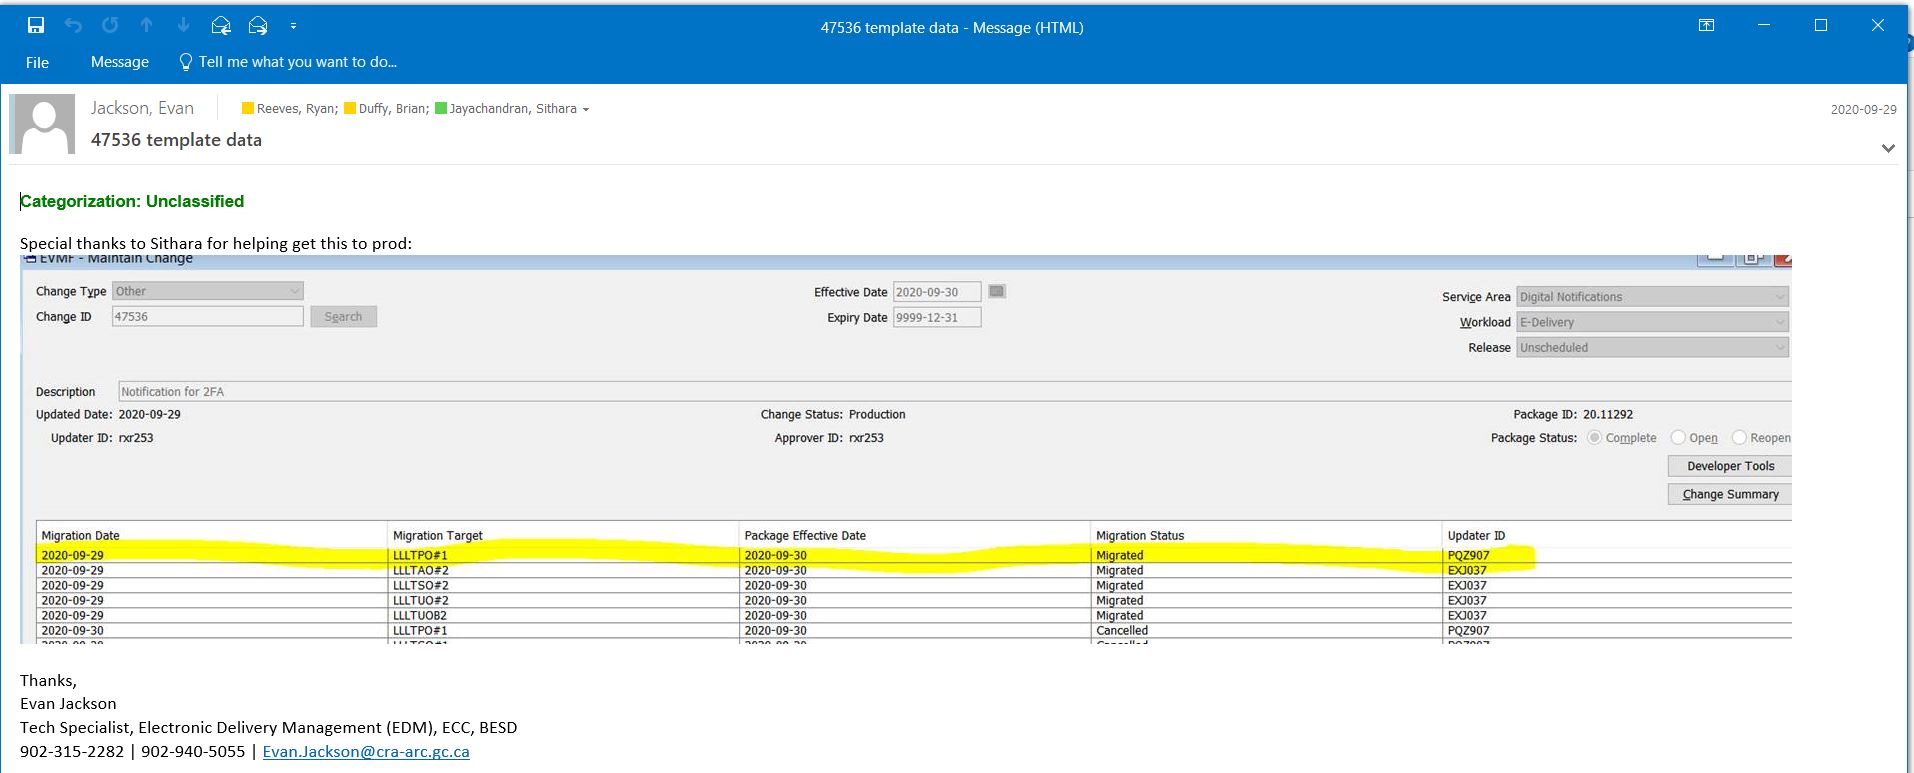 47536 template data - Message (HTML)
File Message Tell me what you want to do...
Jackson, Evan Reeves, Ryan; Duffy, Brian; Jayachandran, Sithara 2020-09-29
47536 template data
Categorization: Unclassified
Special thanks to Sithara for helping get this to prod:
EVMF - Maintain Change
Change Type Other Effective Date 2020-09-30 Service Area Digital Notifications
Change ID 47536 Search Expiry Date 9999-12-31 Workload E-Delivery
Release Unscheduled
Description Notification for 2FA
Updated Date: 2020-09-29 Change Status: Production Package ID: 20.11292
Updater ID: rxr253 Approver ID: rxr253 Package Status: Complete Open Reopen
Developer Tools
Change Summary
Migration Date Migration Target Package Effective Date Migration Status Updater ID
2020-09-29 LLLTPO#1 2020-09-30 Migrated PQZ907
2020-09-29 LLLTAO#2 2020-09-30 Migrated EXJ037
2020-09-29 LLLTSO#2 2020-09-30 Migrated EXJ037
2020-09-29 LLLTUO#2 2020-09-30 Migrated EXJ037
2020-09-29 LLLTUOB2 2020-09-30 Migrated EXJ037
2020-09-30 LLLTPO#1 2020-09-30 Cancelled PQZ907
Thanks,
Evan Jackson
Tech Specialist, Electronic Delivery Management (EDM), ECC, BESD
902-315-2282 | 902-940-5055 | Evan.Jackson@cra-arc.gc.ca